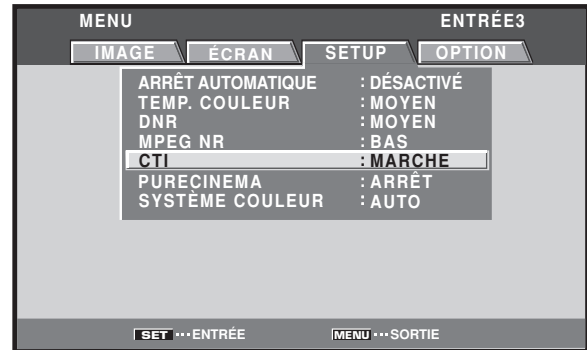 MENU ENTRÉE3
IMAGE ÉCRAN SETUP OPTION
ARRÊT AUTOMATIQUE : DÉSACTIVÉ
TEMP. COULEUR : MOYEN
DNR : MOYEN
MPEG NR : BAS
CTI : MARCHE
PURECINEMA : ARRÊT
SYSTÈME COULEUR : AUTO
SET ··· ENTRÉE MENU ··· SORTIE